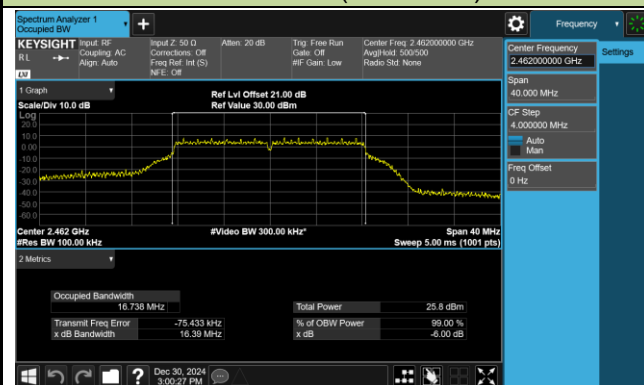 Spectrum Analyzer 1
Occupied BW
Frequency
KEYSIGHT
RL
Input: RF
Coupling: AC
Align: Auto
Input Z: 50 Ω
Corrections: Off
Freq Ref: Int (S)
NFE: Off
Atten: 20 dB
Trig: Free Run
Gate: Off
#IF Gain: Low
Center Freq: 2.462000000 GHz
Avg|Hold: 500/500
Radio Std: None
LXI
Center Frequency
2.462000000 GHz
Settings
Span
40.000 MHz
CF Step
4.000000 MHz
Auto
Man
Freq Offset
0 Hz
1 Graph
Scale/Div 10.0 dB
Ref Lvl Offset 21.00 dB
Ref Value 30.00 dBm
Log
20.0
10.0
0.00
-10.0
-20.0
-30.0
-40.0
-50.0
-60.0
Center 2.462 GHz
#Res BW 100.00 kHz
#Video BW 300.00 kHz*
Span 40 MHz
Sweep 5.00 ms (1001 pts)
2 Metrics
Occupied Bandwidth
16.738 MHz
Total Power 25.8 dBm
Transmit Freq Error -75.433 kHz
% of OBW Power 99.00 %
x dB Bandwidth 16.39 MHz
x dB -6.00 dB
Dec 30, 2024
3:00:27 PM